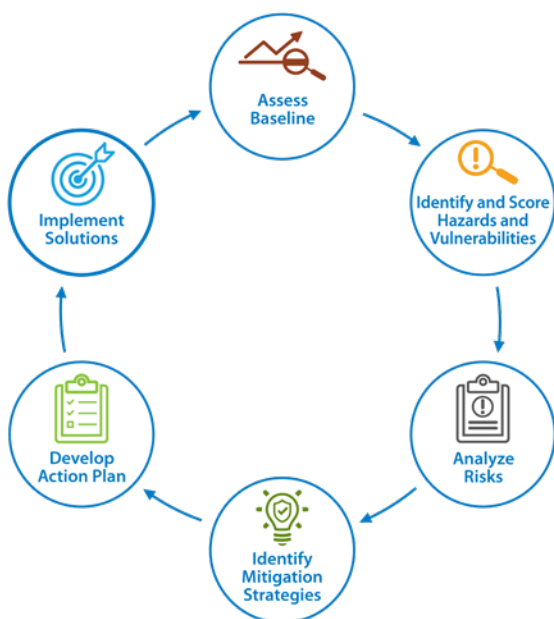 Assess
Baseline
Identify and Score
Hazards and
Vulnerabilities
Analyze
Risks
Identify
Mitigation
Strategies
Develop
Action Plan
Implement
Solutions